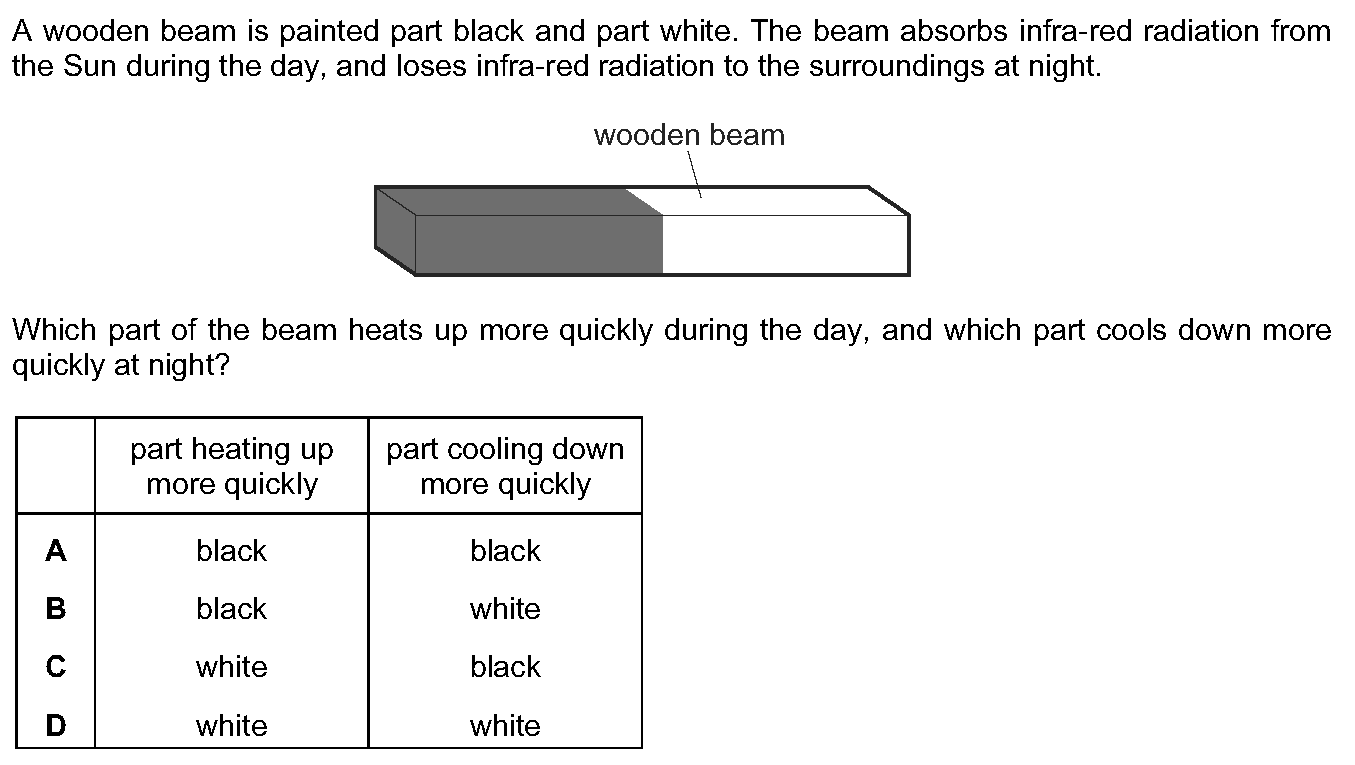 A wooden beam is painted part black and part white. The beam absorbs infra-red radiation from
the Sun during the day, and loses infra-red radiation to the surroundings at night.
wooden beam
Which part of the beam heats up more quickly during the day, and which part cools down more
quickly at night?
part heating up
more quickly
part cooling down
more quickly
A black black
B black white
C white black
D white white